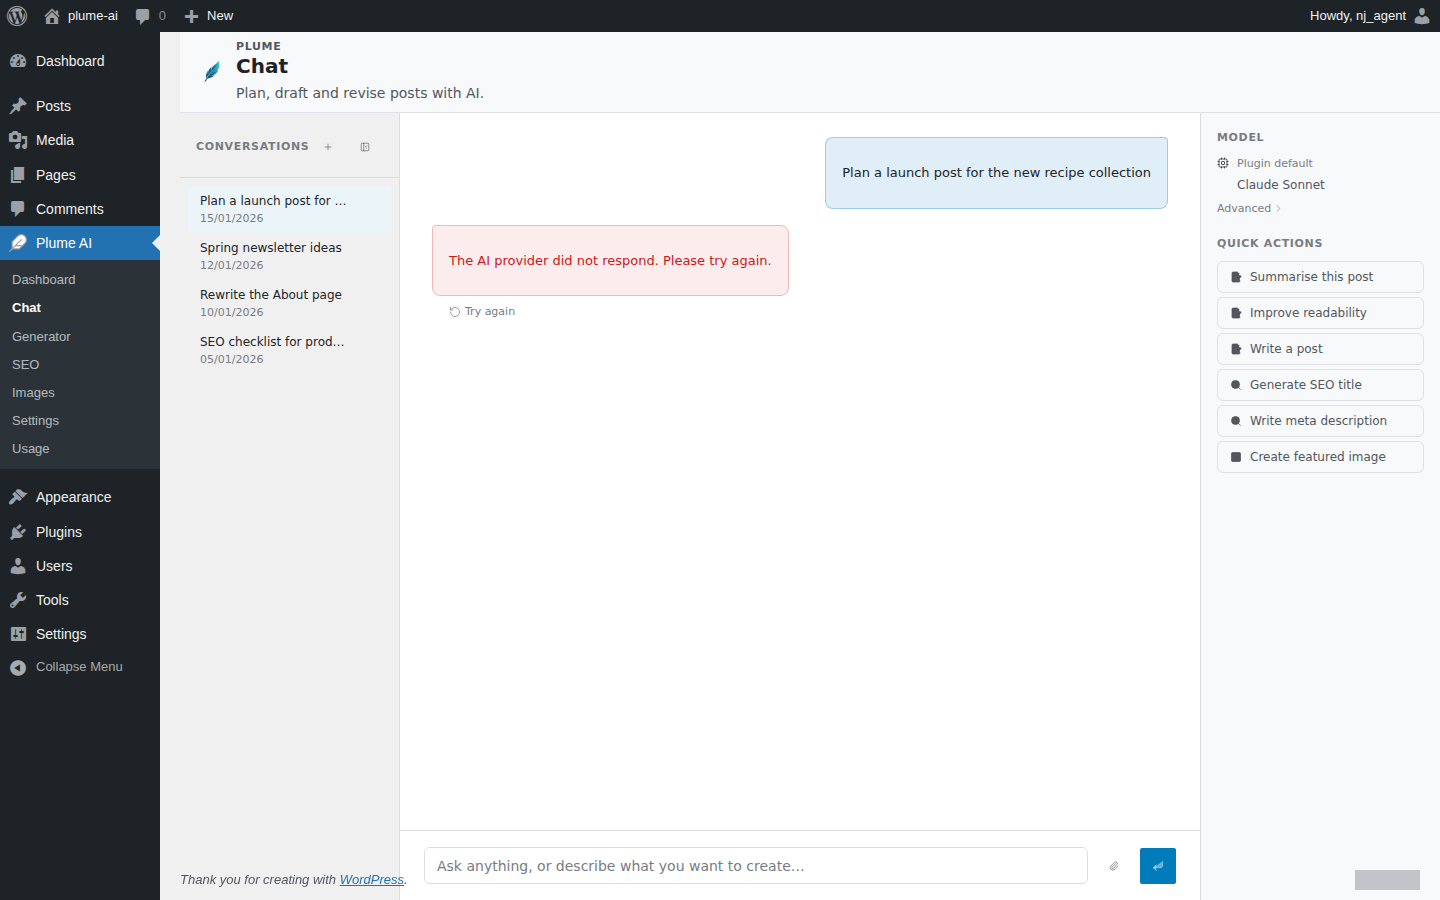 plume-ai
0
New
Howdy, nj_agent
Dashboard
Posts
Media
Pages
Comments
Plume AI
Dashboard
Chat
Generator
SEO
Images
Settings
Usage
Appearance
Plugins
Users
Tools
Settings
Collapse Menu
PLUME
Chat
Plan, draft and revise posts with AI.
CONVERSATIONS
Plan a launch post for ...
15/01/2026
Spring newsletter ideas
12/01/2026
Rewrite the About page
10/01/2026
SEO checklist for prod...
05/01/2026
Thank you for creating with WordPress.
Plan a launch post for the new recipe collection
The AI provider did not respond. Please try again.
Try again
Ask anything, or describe what you want to create...
MODEL
Plugin default
Claude Sonnet
Advanced
QUICK ACTIONS
Summarise this post
Improve readability
Write a post
Generate SEO title
Write meta description
Create featured image